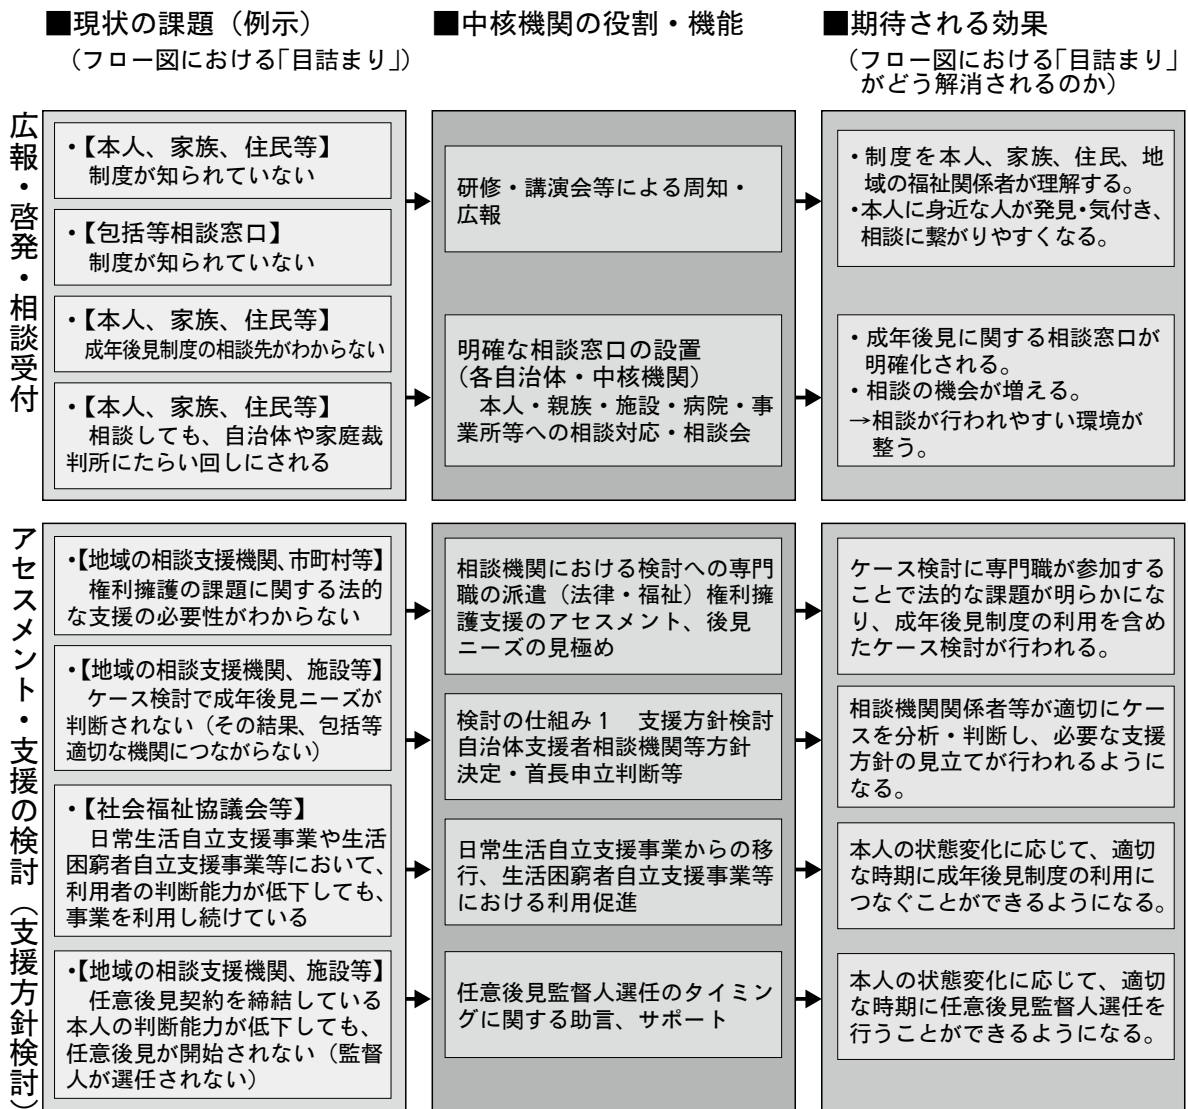 ■現状の課題（例示）
（フロー図における「目詰まり」）
■中核機関の役割・機能
■期待される効果
（フロー図における「目詰まり」
がどう解消されるのか）
広報・啓発・相談受付
・【本人、家族、住民等】
制度が知られていない
・【包括等相談窓口】
制度が知られていない
研修・講演会等による周知・
広報
・制度を本人、家族、住民、地
域の福祉関係者が理解する。
・本人に身近な人が発見・気付き、
相談に繋がりやすくなる。
・【本人、家族、住民等】
成年後見制度の相談先がわからない
・【本人、家族、住民等】
相談しても、自治体や家庭裁
判所にたらい回しにされる
明確な相談窓口の設置
（各自治体・中核機関）
本人・親族・施設・病院・事
業所等への相談対応・相談会
・成年後見に関する相談窓口が
明確化される。
・相談の機会が増える。
→相談が行われやすい環境が
整う。
アセスメント・支援の検討（支援方針検討）
・【地域の相談支援機関、市町村等】
権利擁護の課題に関する法的
な支援の必要性がわからない
相談機関における検討への専門
職の派遣（法律・福祉）権利擁
護支援のアセスメント、後見
ニーズの見極め
ケース検討に専門職が参加する
ことで法的な課題が明らかにな
り、成年後見制度の利用を含め
たケース検討が行われる。
・【地域の相談支援機関、施設等】
ケース検討で成年後見ニーズが
判断されない（その結果、包括等
適切な機関につながらない）
検討の仕組み１　支援方針検討
自治体支援者相談機関等方針
決定・首長申立判断等
相談機関関係者等が適切にケー
スを分析・判断し、必要な支援
方針の見立てが行われるように
なる。
・【社会福祉協議会等】
日常生活自立支援事業や生活
困窮者自立支援事業等において、
利用者の判断能力が低下しても、
事業を利用し続けている
日常生活自立支援事業からの移
行、生活困窮者自立支援事業等
における利用促進
本人の状態変化に応じて、適切
な時期に成年後見制度の利用に
つなぐことができるようになる。
・【地域の相談支援機関、施設等】
任意後見契約を締結している
本人の判断能力が低下しても、
任意後見が開始されない（監督
人が選任されない）
任意後見監督人選任のタイミン
グに関する助言、サポート
本人の状態変化に応じて、適切
な時期に任意後見監督人選任を
行うことができるようになる。